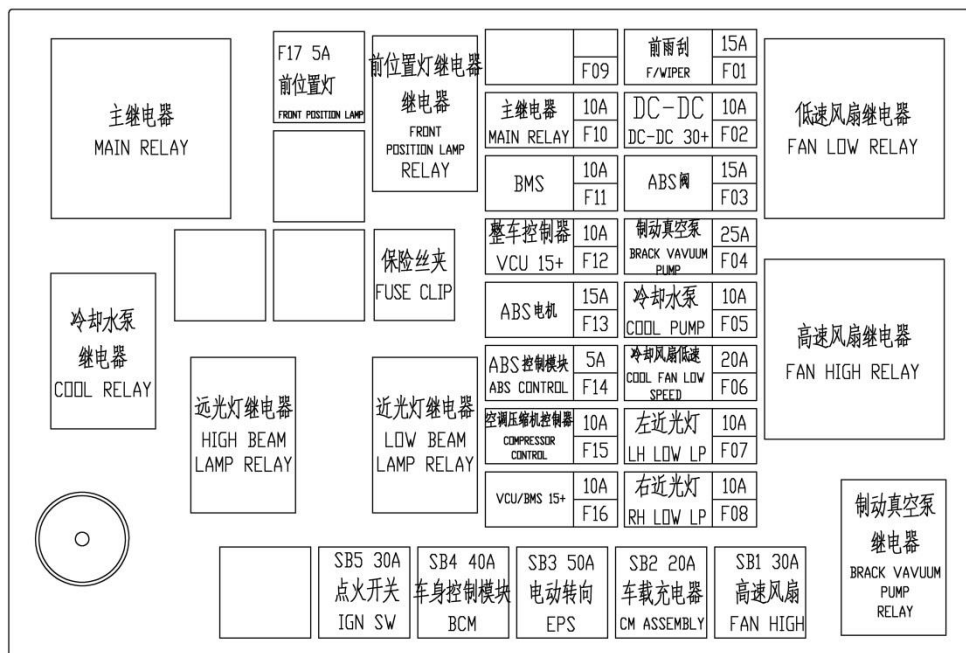 主继电器
MAIN RELAY
F17 5A
前位置灯
FRONT POSITION LAMP
前位置灯继电器
继电器
FRONT
POSITION LAMP
RELAY
F09
前雨刮
F/WIPER
15A
F01
主继电器
MAIN RELAY
10A
F10
DC-DC
DC-DC 30+
10A
F02
低速风扇继电器
FAN LOW RELAY
BMS
10A
F11
ABS阀
15A
F03
整车控制器
VCU 15+
10A
F12
制动真空泵
BRACK VAVUUM
PUMP
25A
F04
保险丝夹
FUSE CLIP
冷却水泵
继电器
COOL RELAY
ABS电机
15A
F13
冷却水泵
COOL PUMP
10A
F05
高速风扇继电器
FAN HIGH RELAY
ABS控制模块
ABS CONTROL
5A
F14
冷却风扇低速
COOL FAN LOW
SPEED
20A
F06
远光灯继电器
HIGH BEAM
LAMP RELAY
近光灯继电器
LOW BEAM
LAMP RELAY
空调压缩机控制器
COMPRESSOR
CONTROL
10A
F15
左近光灯
LH LOW LP
10A
F07
VCU/BMS 15+
10A
F16
右近光灯
RH LOW LP
10A
F08
制动真空泵
继电器
BRACK VAVUUM
PUMP
RELAY
SB5 30A
点火开关
IGN SW
SB4 40A
车身控制模块
BCM
SB3 50A
电动转向
EPS
SB2 20A
车载充电器
CM ASSEMBLY
SB1 30A
高速风扇
FAN HIGH